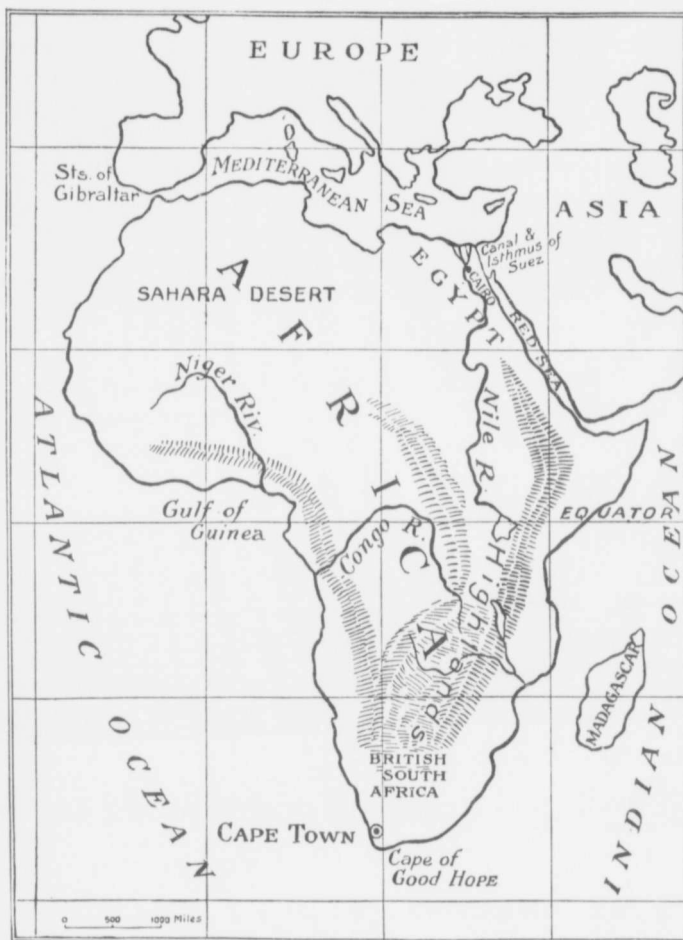 EUROPE
Sts. of
Gibraltar
MEDITERRANEAN SEA
ASIA
Canal &
Isthmus of
Suez
EGYPT
CAIRO
RED SEA
AFRICA
SAHARA DESERT
Niger Riv.
Nile R.
ATLANTIC
OCEAN
Gulf of
Guinea
Congo R.
EQUATOR
Highlands
INDIAN
OCEAN
MADAGASCAR
BRITISH
SOUTH
AFRICA
CAPE TOWN
Cape of
GOOD HOPE
0 500 1000 Miles